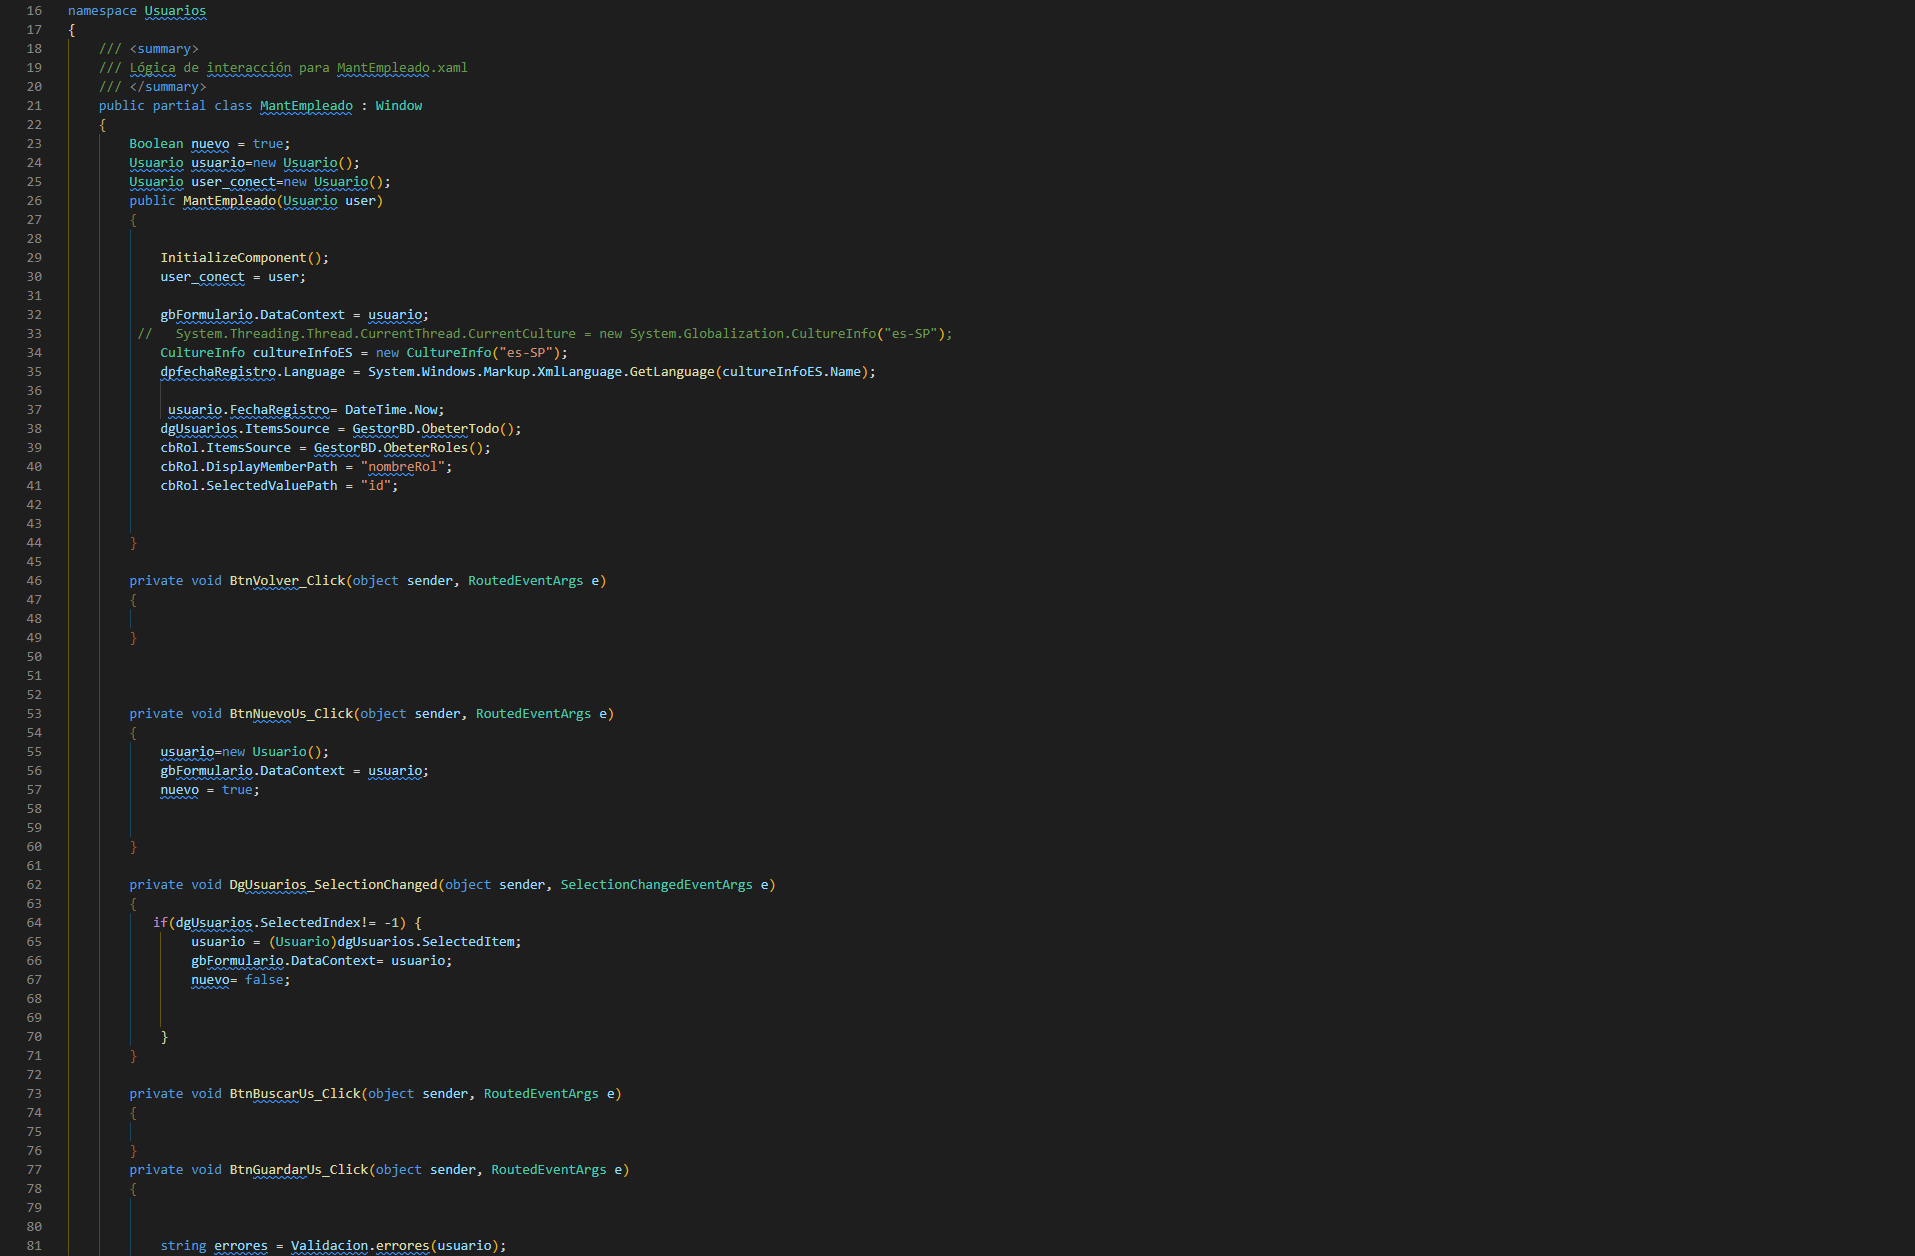 16 namespace Usuarios
17 {
18 /// <summary>
19 /// Lógica de interacción para MantEmpleado.xaml
20 /// </summary>
21 public partial class MantEmpleado : Window
22 {
23 Boolean nuevo = true;
24 Usuario usuario=new Usuario();
25 Usuario user_conect=new Usuario();
26 public MantEmpleado(Usuario user)
27 {
28
29 InitializeComponent();
30 user_conect = user;
31
32 gbFormulario.DataContext = usuario;
33 // System.Threading.Thread.CurrentThread.CurrentCulture = new System.Globalization.CultureInfo("es-SP");
34 CultureInfo cultureInfoES = new CultureInfo("es-SP");
35 dpfechaRegistro.Language = System.Windows.Markup.XmlLanguage.GetLanguage(cultureInfoES.Name);
36
37 usuario.FechaRegistro= DateTime.Now;
38 dgUsuarios.ItemsSource = GestorBD.ObeterTodo();
39 cbRol.ItemsSource = GestorBD.ObeterRoles();
40 cbRol.DisplayMemberPath = "nombreRol";
41 cbRol.SelectedValuePath = "id";
42
43
44 }
45
46 private void BtnVolver_Click(object sender, RoutedEventArgs e)
47 {
48
49 }
50
51
52
53 private void BtnNuevoUs_Click(object sender, RoutedEventArgs e)
54 {
55 usuario=new Usuario();
56 gbFormulario.DataContext = usuario;
57 nuevo = true;
58
59
60 }
61
62 private void DgUsuarios_SelectionChanged(object sender, SelectionChangedEventArgs e)
63 {
64 if(dgUsuarios.SelectedIndex!= -1) {
65 usuario = (Usuario)dgUsuarios.SelectedItem;
66 gbFormulario.DataContext= usuario;
67 nuevo= false;
68
69
70 }
71 }
72
73 private void BtnBuscarUs_Click(object sender, RoutedEventArgs e)
74 {
75
76 }
77 private void BtnGuardarUs_Click(object sender, RoutedEventArgs e)
78 {
79
80
81 string errores = Validacion.errores(usuario);